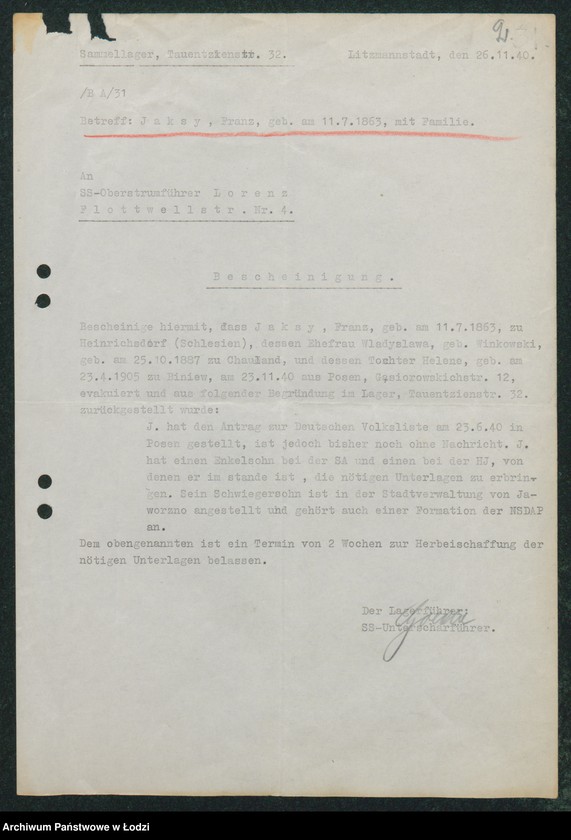 2.
Sammellager, Tauentzienstr. 32. Litzmannstadt, den 26.11.40.
/B A/31
Betreff: J a k s y , Franz, geb. am 11.7.1863, mit Familie.
An
SS-Oberstrumführer L o r e n z
F l o t t w e l l s t r . Nr. 4.
B e s c h e i n i g u n g .
Bescheinige hiermit, dass J a k s y , Franz, geb. am 11.7.1863, zu
Heinrichsdorf (Schlesien), dessen Ehefrau Wladyslawa, geb. Winkowski,
geb. am 25.10.1887 zu Chauland, und dessen Tochter Helene, geb. am
23.4.1905 zu Biniew, am 23.11.40 aus Posen, Gesiorowskichstr. 12,
evakuiert und aus folgender Begründung im Lager, Tauentzienstr. 32.
zurückgestellt wurde:
J. hat den Antrag zur Deutschen Volksliste am 23.6.40 in
Posen gestellt, ist jedoch bisher noch ohne Nachricht. J.
hat einen Enkelsohn bei der SA und einen bei der HJ, von
denen er im stande ist , die nötigen Unterlagen zu erbrin-
gen. Sein Schwiegersohn ist in der Stadtverwaltung von Ja-
worzno angestellt und gehört auch einer Formation der NSDAP
an.
Dem obengenannten ist ein Termin von 2 Wochen zur Herbeischaffung der
nötigen Unterlagen belassen.
Der Lagerführer:
SS-Unterscharführer.
Archiwum Państwowe w Łodzi